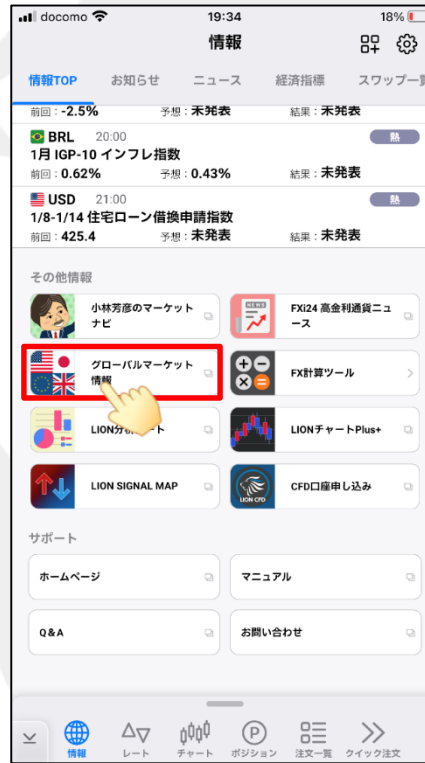 docomo 19:34 18%
情報
情報TOP お知らせ ニュース 経済指標 スワップ一覧
前回：-2.5% 予想：未発表 結果：未発表
BRL 20:00 熱
1月 IGP-10 インフレ指数
前回：0.62% 予想：0.43% 結果：未発表
USD 21:00 熱
1/8-1/14 住宅ローン借換申請指数
前回：425.4 予想：未発表 結果：未発表
その他情報
小林芳彦のマーケット
ナビ
NEWS
FXi24 高金利通貨ニュ
ース
グローバルマーケット
情報
FX計算ツール
LION分析ノート
LIONチャートPlus+
LION SIGNAL MAP
LION CFD
CFD口座申し込み
サポート
ホームページ マニュアル
Q&A お問い合わせ
情報 レート チャート ポジション 注文一覧 クイック注文